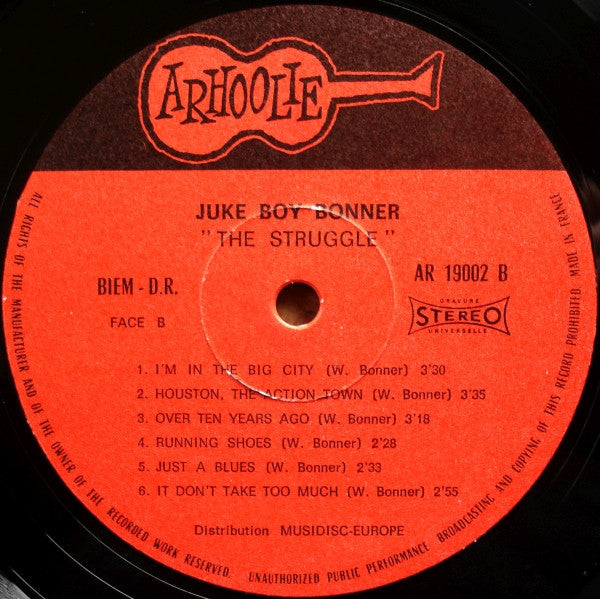 ARHOOLIE
JUKE BOY BONNER
"THE STRUGGLE"
BIEM - D.R.
AR 19002 B
FACE B
GRAVURE
STEREO
UNIVERSELLE
1. I'M IN THE BIG CITY (W. Bonner) 3'30
2. HOUSTON, THE ACTION TOWN (W. Bonner) 3'35
3. OVER TEN YEARS AGO (W. Bonner) 3'18
4. RUNNING SHOES (W. Bonner) 2'28
5. JUST A BLUES (W. Bonner) 2'33
6. IT DON'T TAKE TOO MUCH (W. Bonner) 2'55
Distribution MUSIDISC-EUROPE
ALL RIGHTS OF THE MANUFACTURER AND OF THE OWNER OF THE RECORDED WORK RESERVED. UNAUTHORIZED PUBLIC PERFORMANCE BROADCASTING AND COPYING OF THIS RECORD PROHIBITED MADE IN FRANCE